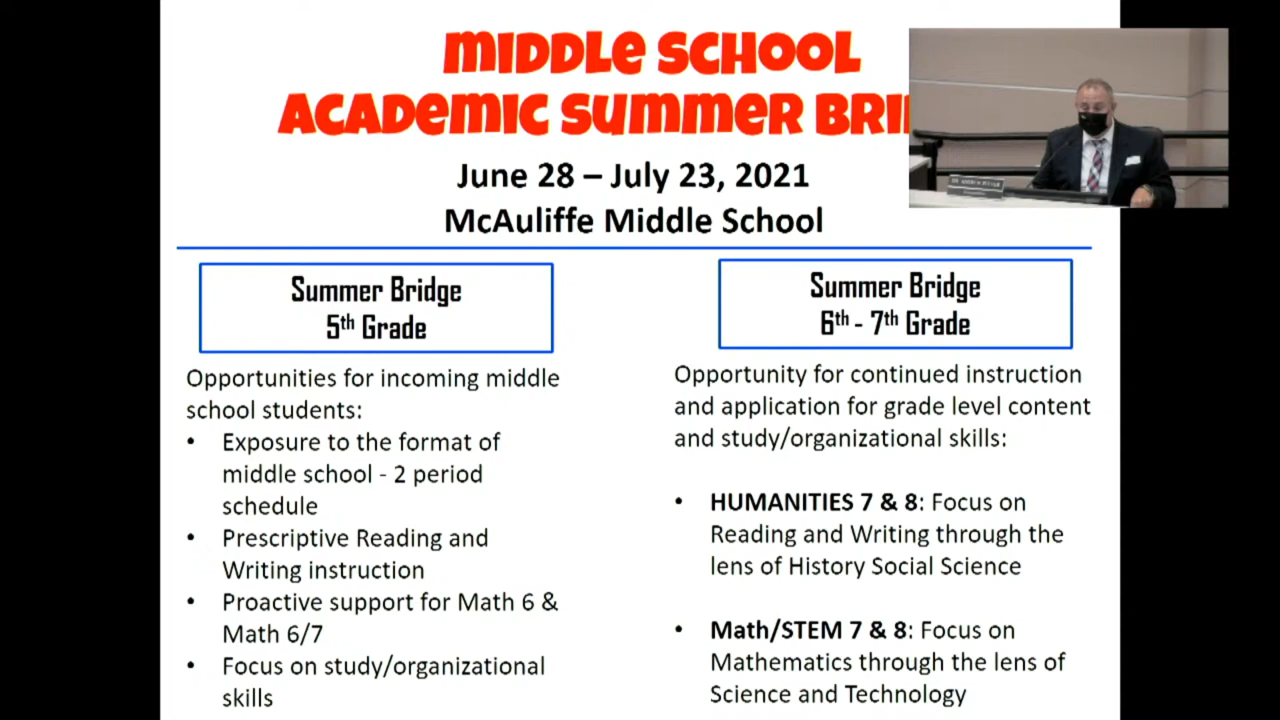 MIDDLE SCHOOL
ACADEMIC SUMMER BRI
June 28 – July 23, 2021
McAuliffe Middle School
Summer Bridge
5th Grade
Opportunities for incoming middle
school students:
• Exposure to the format of
middle school - 2 period
schedule
• Prescriptive Reading and
Writing instruction
• Proactive support for Math 6 &
Math 6/7
• Focus on study/organizational
skills
Summer Bridge
6th - 7th Grade
Opportunity for continued instruction
and application for grade level content
and study/organizational skills:
• HUMANITIES 7 & 8: Focus on
Reading and Writing through the
lens of History Social Science
• Math/STEM 7 & 8: Focus on
Mathematics through the lens of
Science and Technology